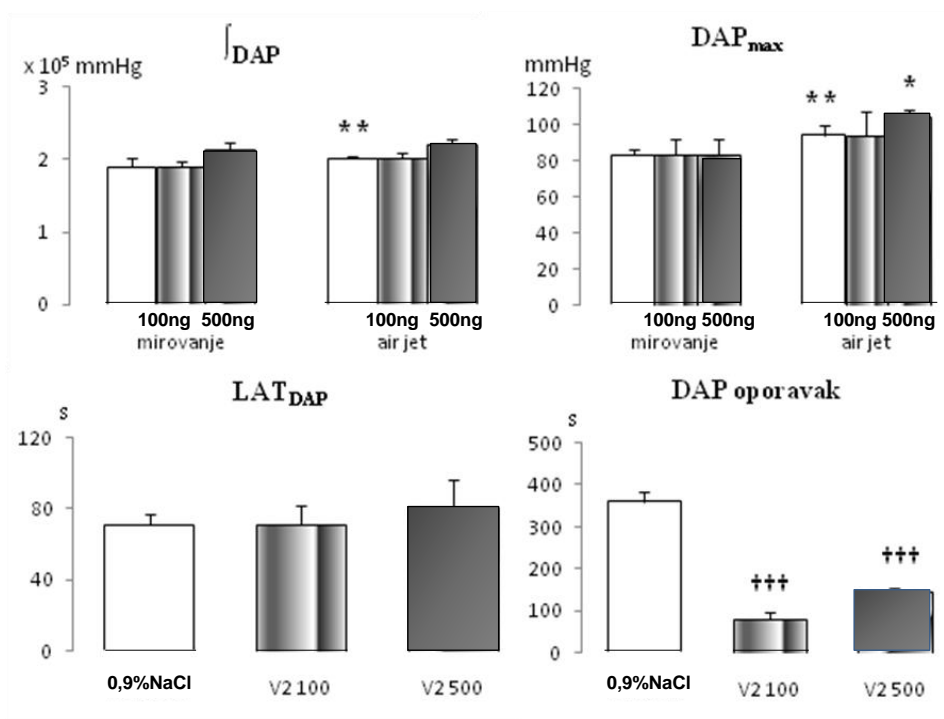 ∫DAP
x 10⁵ mmHg
3
2
1
0
**
100ng 500ng
mirovanje
100ng 500ng
air jet
DAPmax
mmHg
120
100
80
60
40
20
0
**
*
100ng 500ng
mirovanje
100ng 500ng
air jet
LAT DAP
s
120
80
40
0
0,9%NaCl
V2 100
V2 500
DAP oporavak
s
500
400
300
200
100
0
†††
†††
0,9%NaCl
V2 100
V2 500